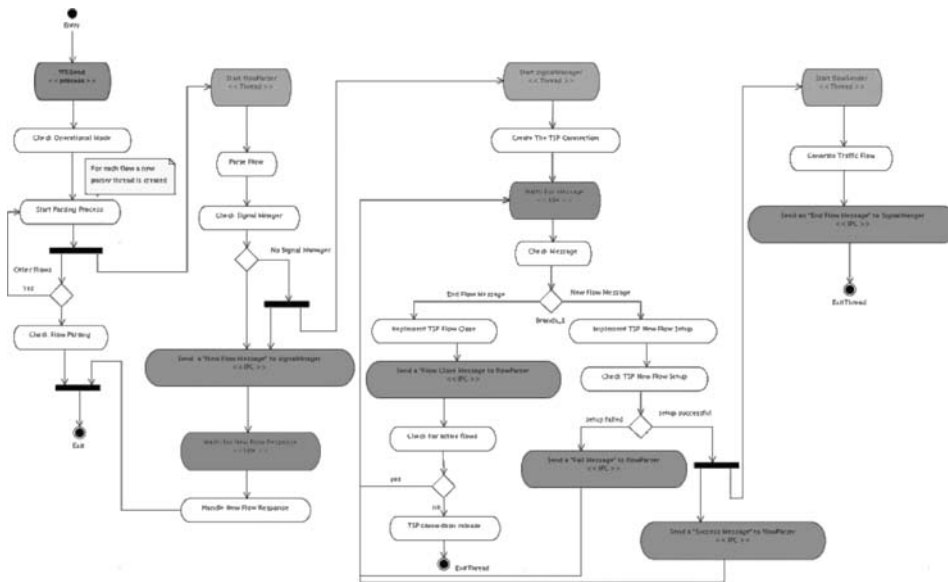 Entry
<< process >>
Check Operational Mode
For each flow a new
parser thread is created
Start Parsing Process
Other Flows
Yes
Check Flow Parsing
Exit
Start FlowParser
<< Thread >>
Parse Flow
Check Signal Manager
No Signal Manager
Send a "New Flow Message" to SignalManager
<< IPC >>
Wait for New Flow Response
Handle New Flow Response
Start SignalManager
<< Thread >>
Create The TSP Connection
Wait for Message
Check Message
End Flow Message
New Flow Message
Branch_1
Implement TSP Flow Close
Send a "Flow Close Message to FlowParser
<< IPC >>
Check for active flows
yes
no
TSP connection release
ExitThread
Implement TSP New Flow Setup
Check TSP New Flow Setup
Setup failed
Setup successful
Send a "Fail Message" to FlowParser
<< IPC >>
Send a "Success Message" to FlowParser
<< IPC >>
Start FlowSender
<< Thread >>
Generate Traffic Flow
Send an "End Flow Message" to SignalManger
<< IPC >>
ExitThread